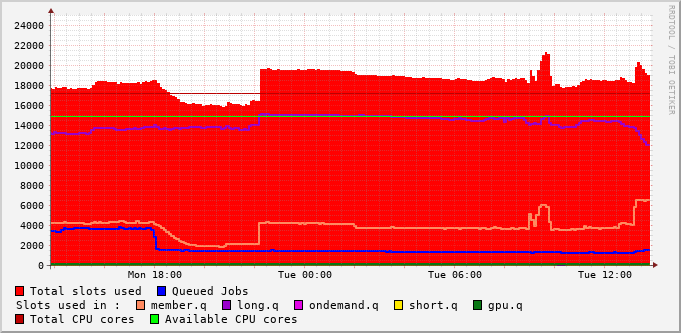 24000
22000
20000
18000
16000
14000
12000
10000
8000
6000
4000
2000
0
Mon 18:00 Tue 00:00 Tue 06:00 Tue 12:00
Total slots used Queued Jobs
Slots used in : member.q long.q ondemand.q short.q gpu.q
Total CPU cores Available CPU cores
RRDTOOL / TOBI OETIKER